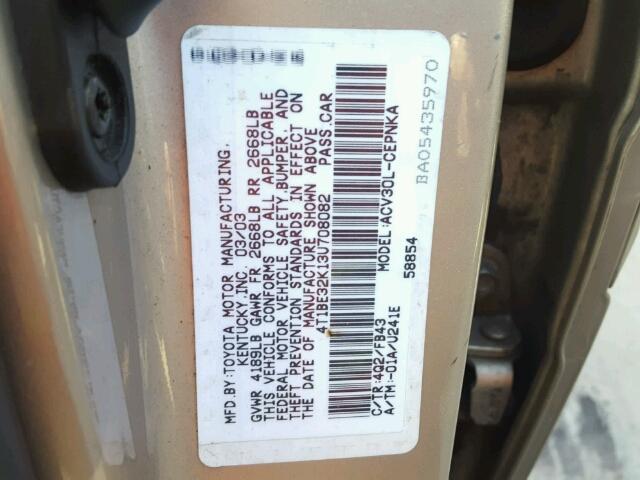 MFD.BY:TOYOTA MOTOR MANUFACTURING,
KENTUCKY,INC. 03/03
GVWR 4189LB GAWR FR 2668LB RR 2668LB
THIS VEHICLE CONFORMS TO ALL APPLICABLE
FEDERAL MOTOR VEHICLE SAFETY,BUMPER, AND
THEFT PREVENTION STANDARDS IN EFFECT ON
THE DATE OF MANUFACTURE SHOWN ABOVE
4T1BE32K13U708082 PASS.CAR
MODEL:ACV30L-CEPNKA
58854
C/TR:4Q2/FB43
A/TM:-01A/U241E
BA05435970